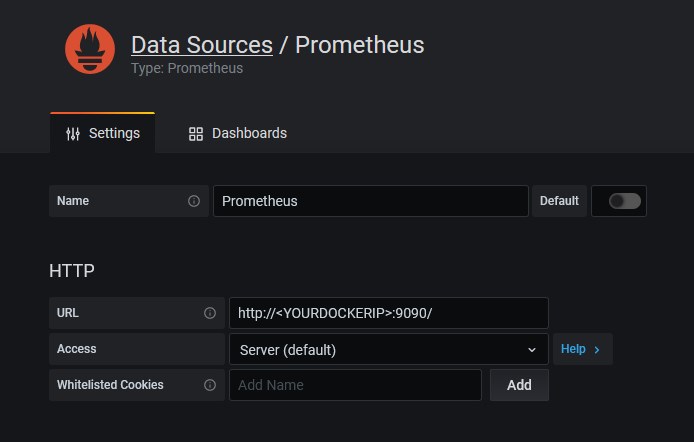 Data Sources / Prometheus
Type: Prometheus
Settings
Dashboards
Name
Prometheus
Default
HTTP
URL
http://<YOURDOCKERIP>:9090/
Access
Server (default)
Help
Whitelisted Cookies
Add Name
Add